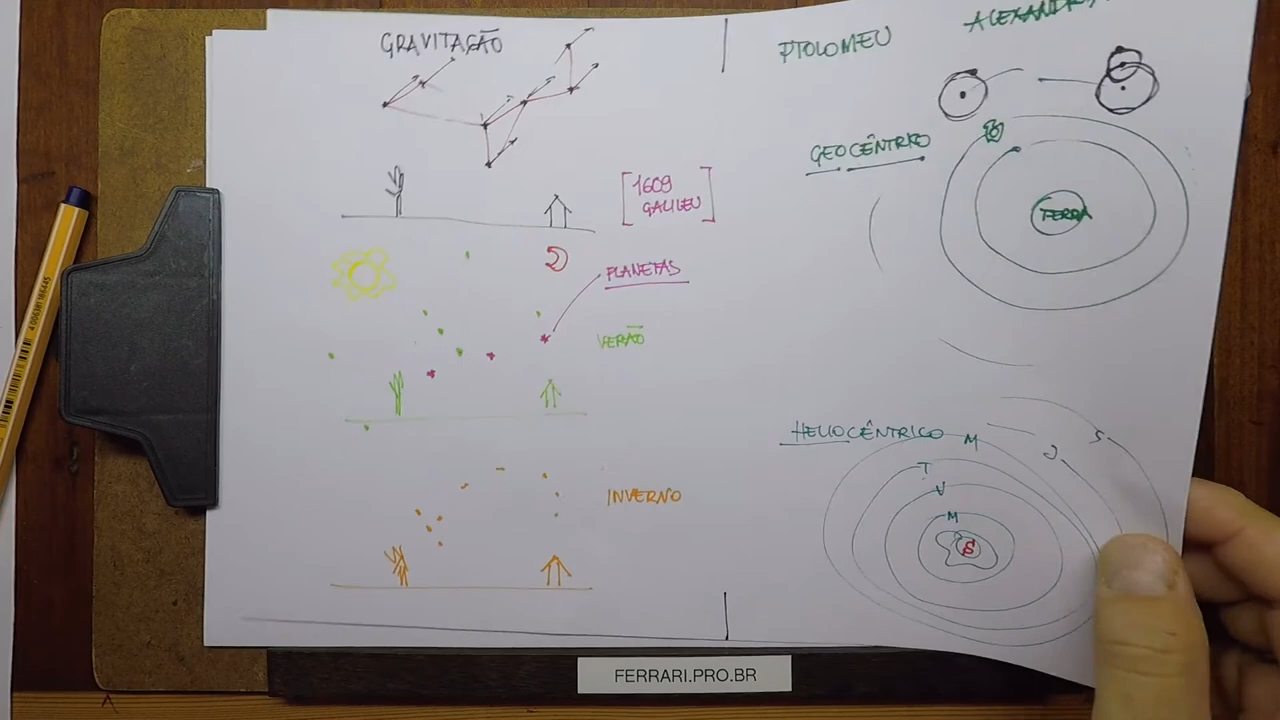 GRAVITAÇÃO
[1609
GALILEU]
PLANETAS
VERÃO
INVERNO
PTOLOMEU
GEOCÊNTRICO
TERRA
HELIOCÊNTRICO
M
S
J
T
V
M
S
FERRARI.PRO.BR